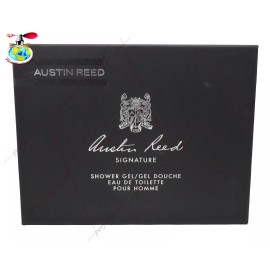 AUSTIN REED
Austin Reed
SIGNATURE
SHOWER GEL/GEL DOUCHE
EAU DE TOILETTE
POUR HOMME